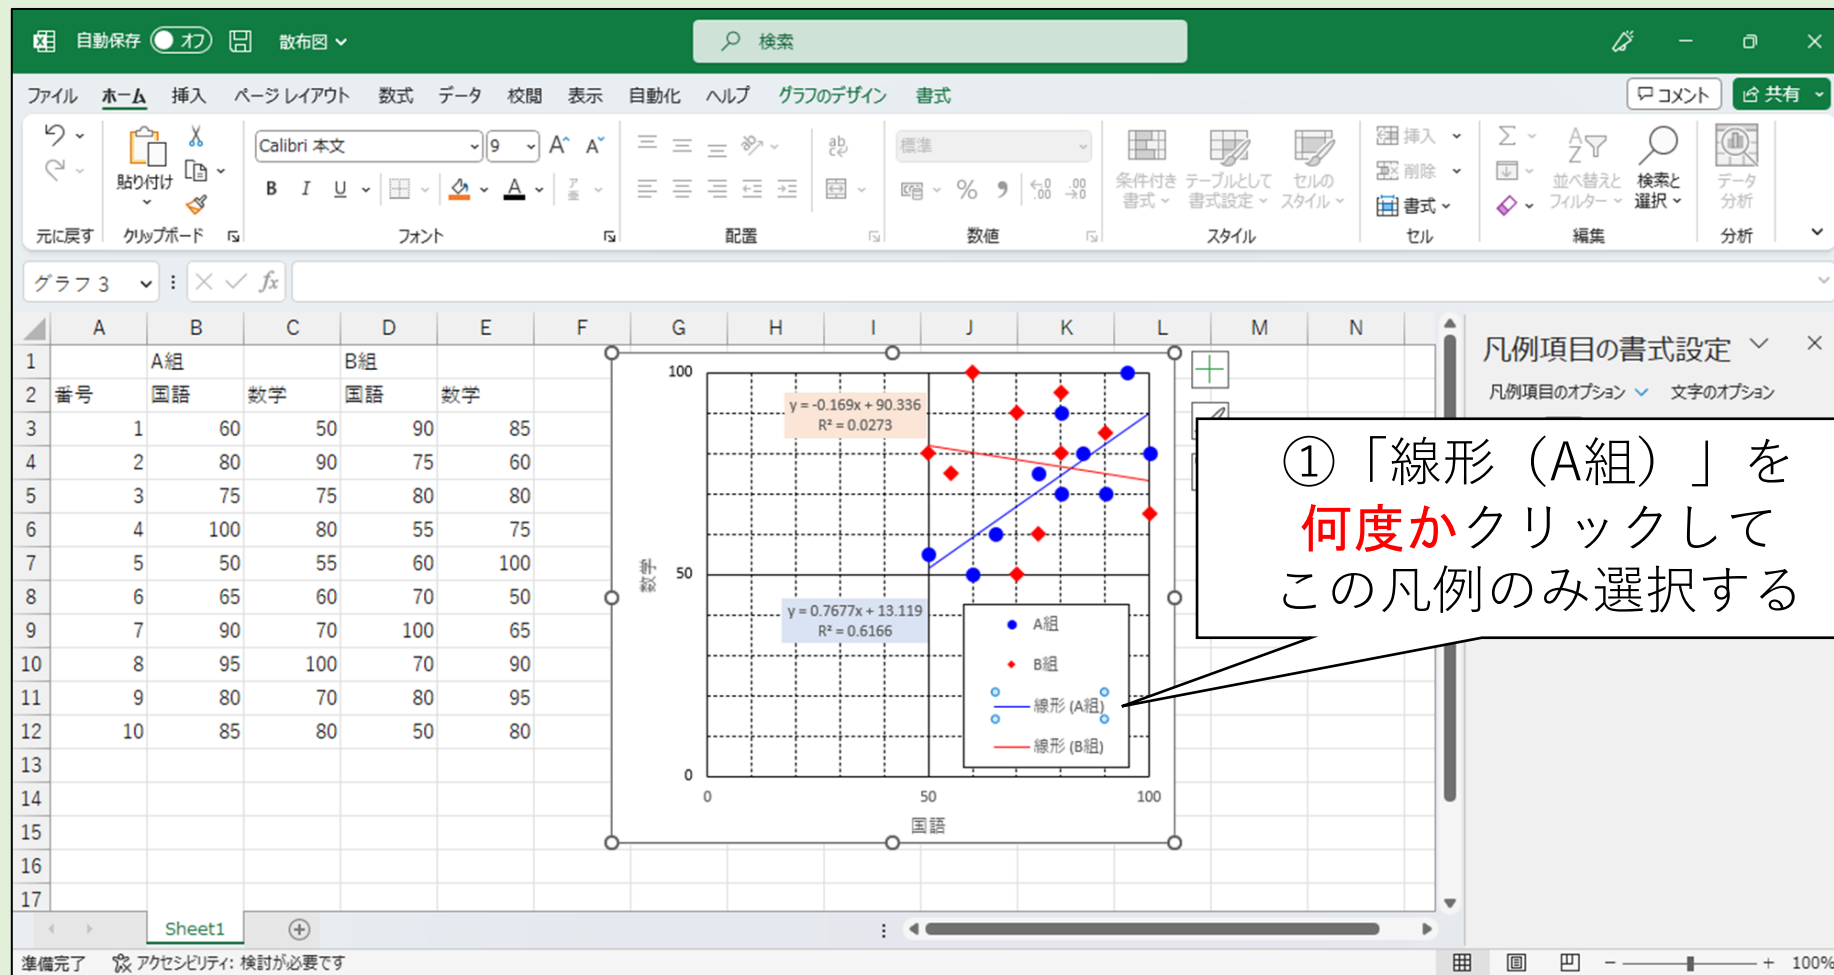 自動保存 オフ 散布図 検索
ファイル ホーム 挿入 ページ レイアウト 数式 データ 校閲 表示 自動化 ヘルプ グラフのデザイン 書式 コメント 共有
貼り付け Calibri 本文 9 A^ A˅ ab 標準 条件付き 書式 テーブルとして 書式設定 セルの スタイル 挿入 削除 書式 並べ替えと フィルター 検索と 選択 データ 分析
B I U A % 9 .00
元に戻す クリップボード フォント 配置 数値 スタイル セル 編集 分析
グラフ 3 fx
A B C D E F G H I J K L M N
1 A組 B組
2 番号 国語 数学 国語 数学
3 1 60 50 90 85
4 2 80 90 75 60
5 3 75 75 80 80
6 4 100 80 55 75
7 5 50 55 60 100
8 6 65 60 70 50
9 7 90 70 100 65
10 8 95 100 70 90
11 9 80 70 80 95
12 10 85 80 50 80
13
14
15
16
17
100
50
0
数学
0 50 100
国語
y = -0.169x + 90.336
R² = 0.0273
y = 0.7677x + 13.119
R² = 0.6166
A組
B組
線形 (A組)
線形 (B組)
凡例項目の書式設定
凡例項目のオプション 文字のオプション
①「線形（A組）」を
何度かクリックして
この凡例のみ選択する
Sheet1
準備完了 アクセシビリティ: 検討が必要です 100%